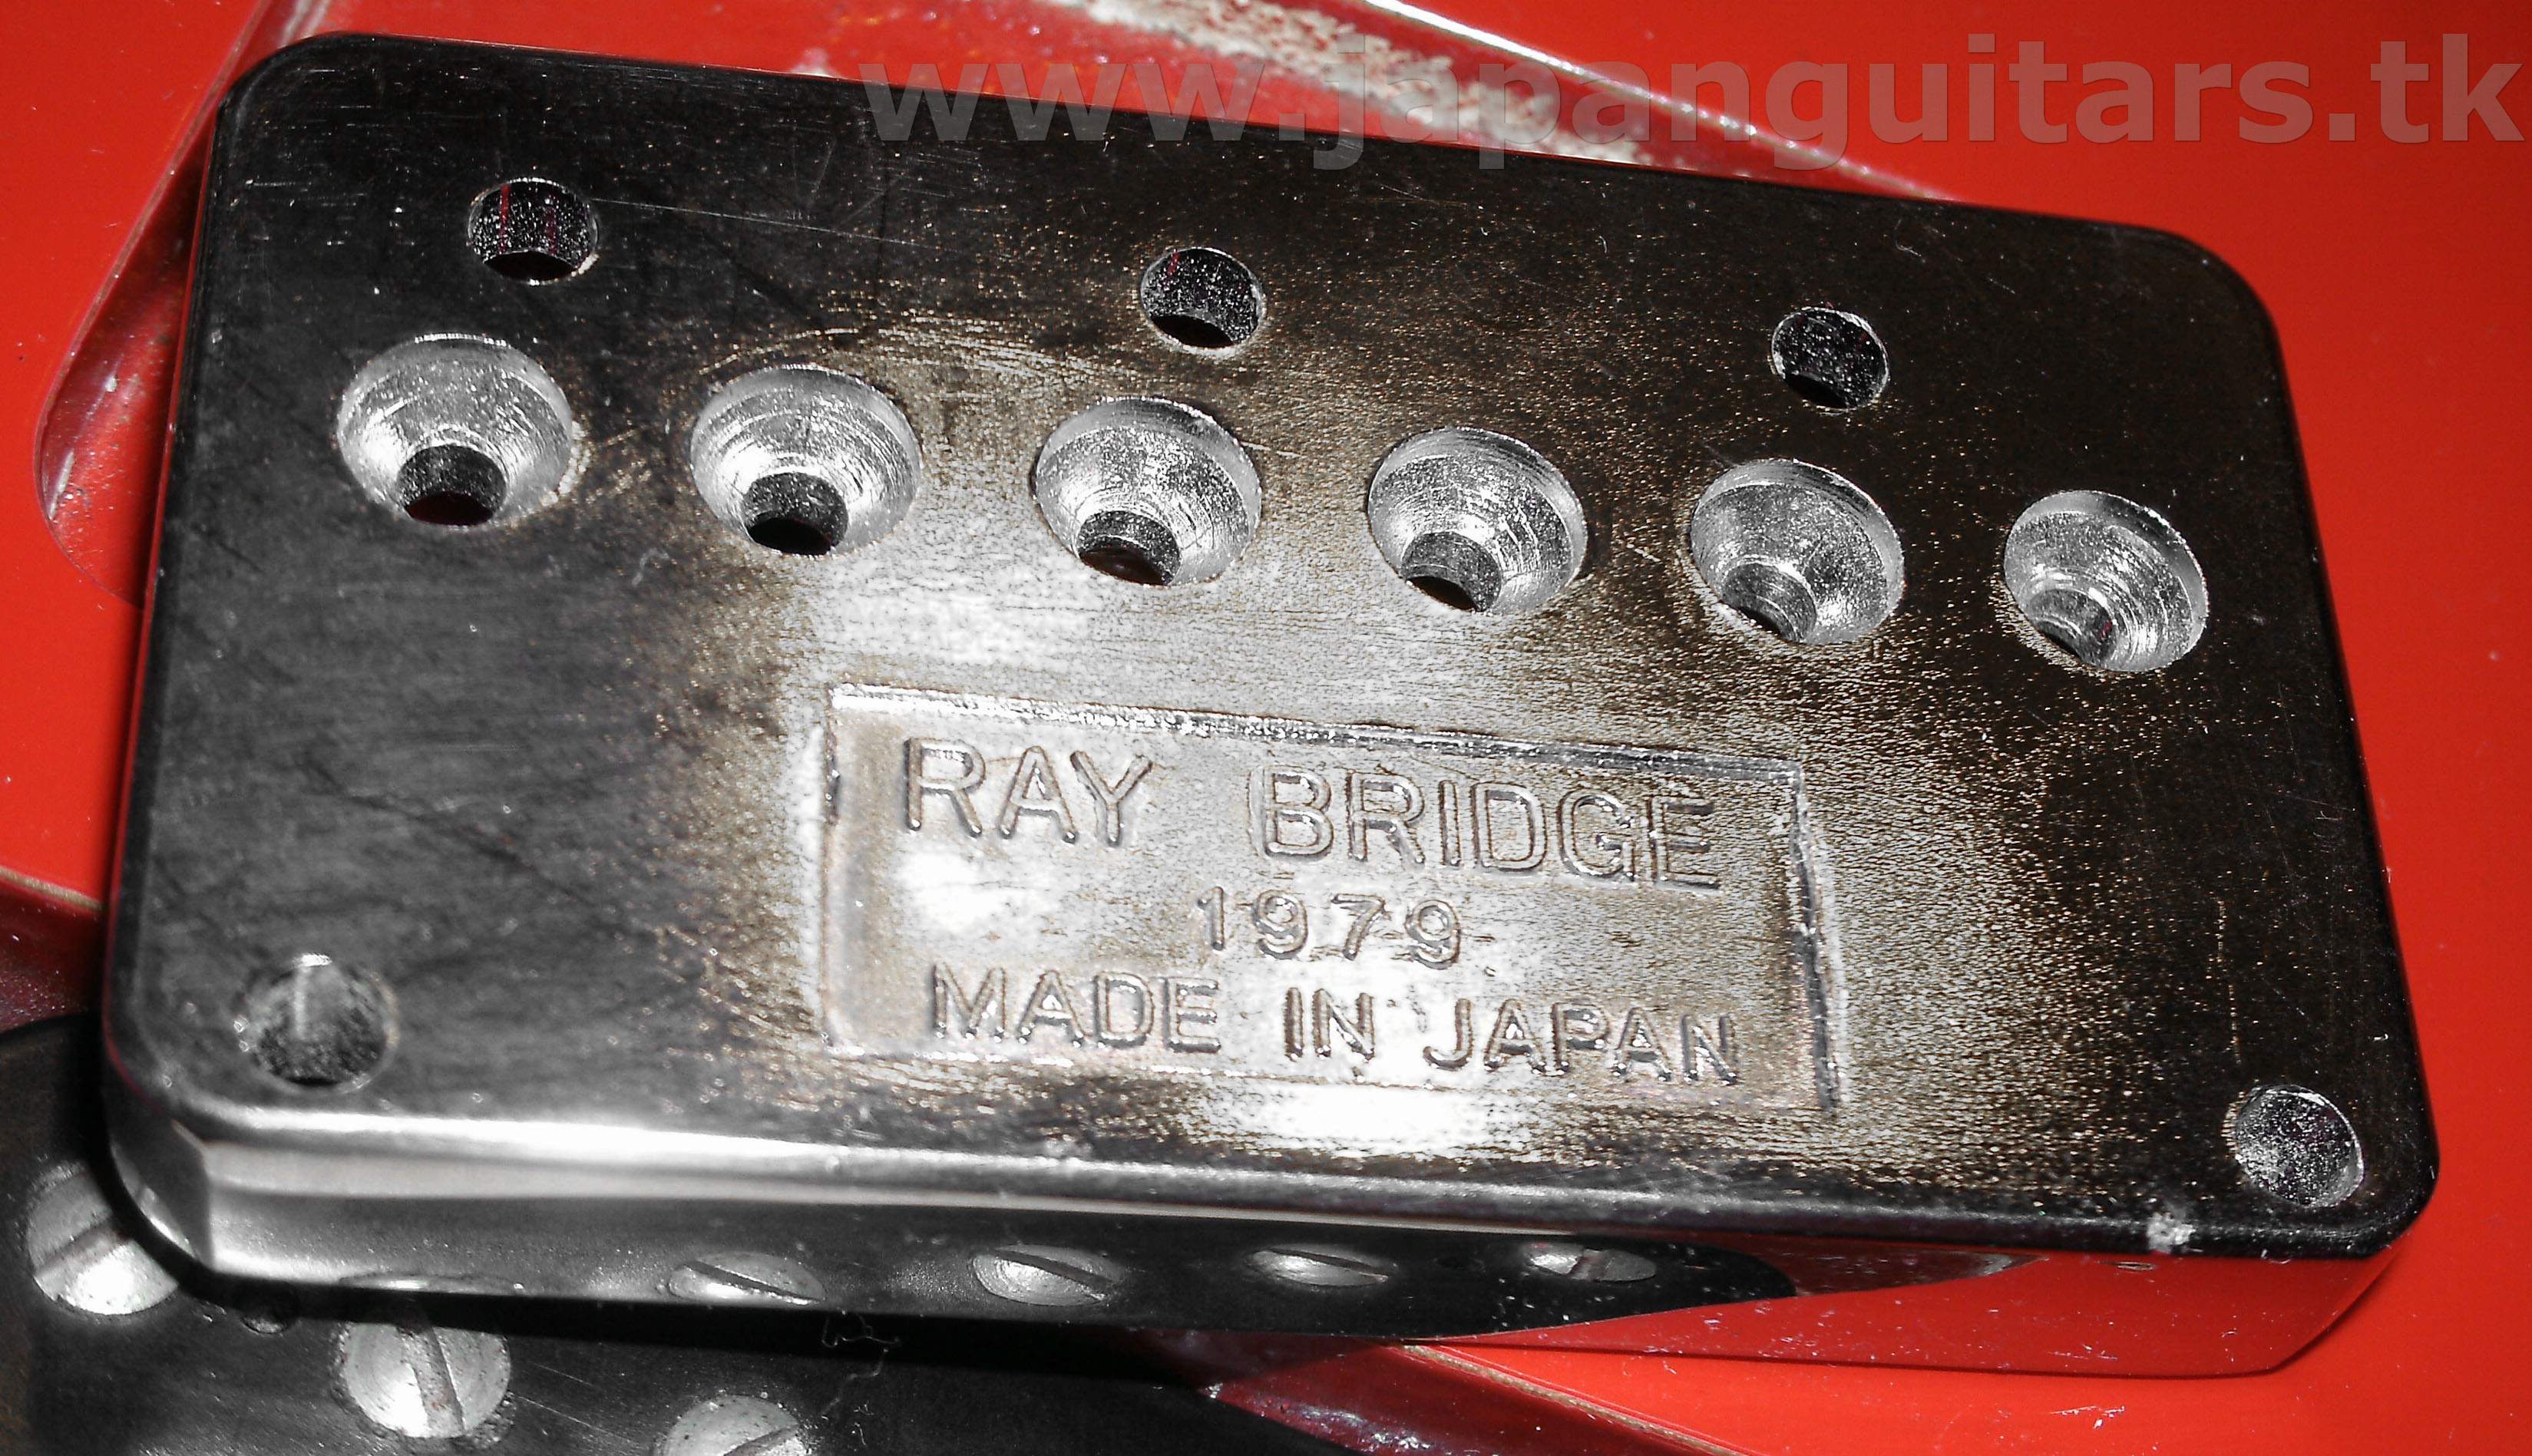 www.japanguitars.tk
RAY BRIDGE
1979
MADE IN JAPAN